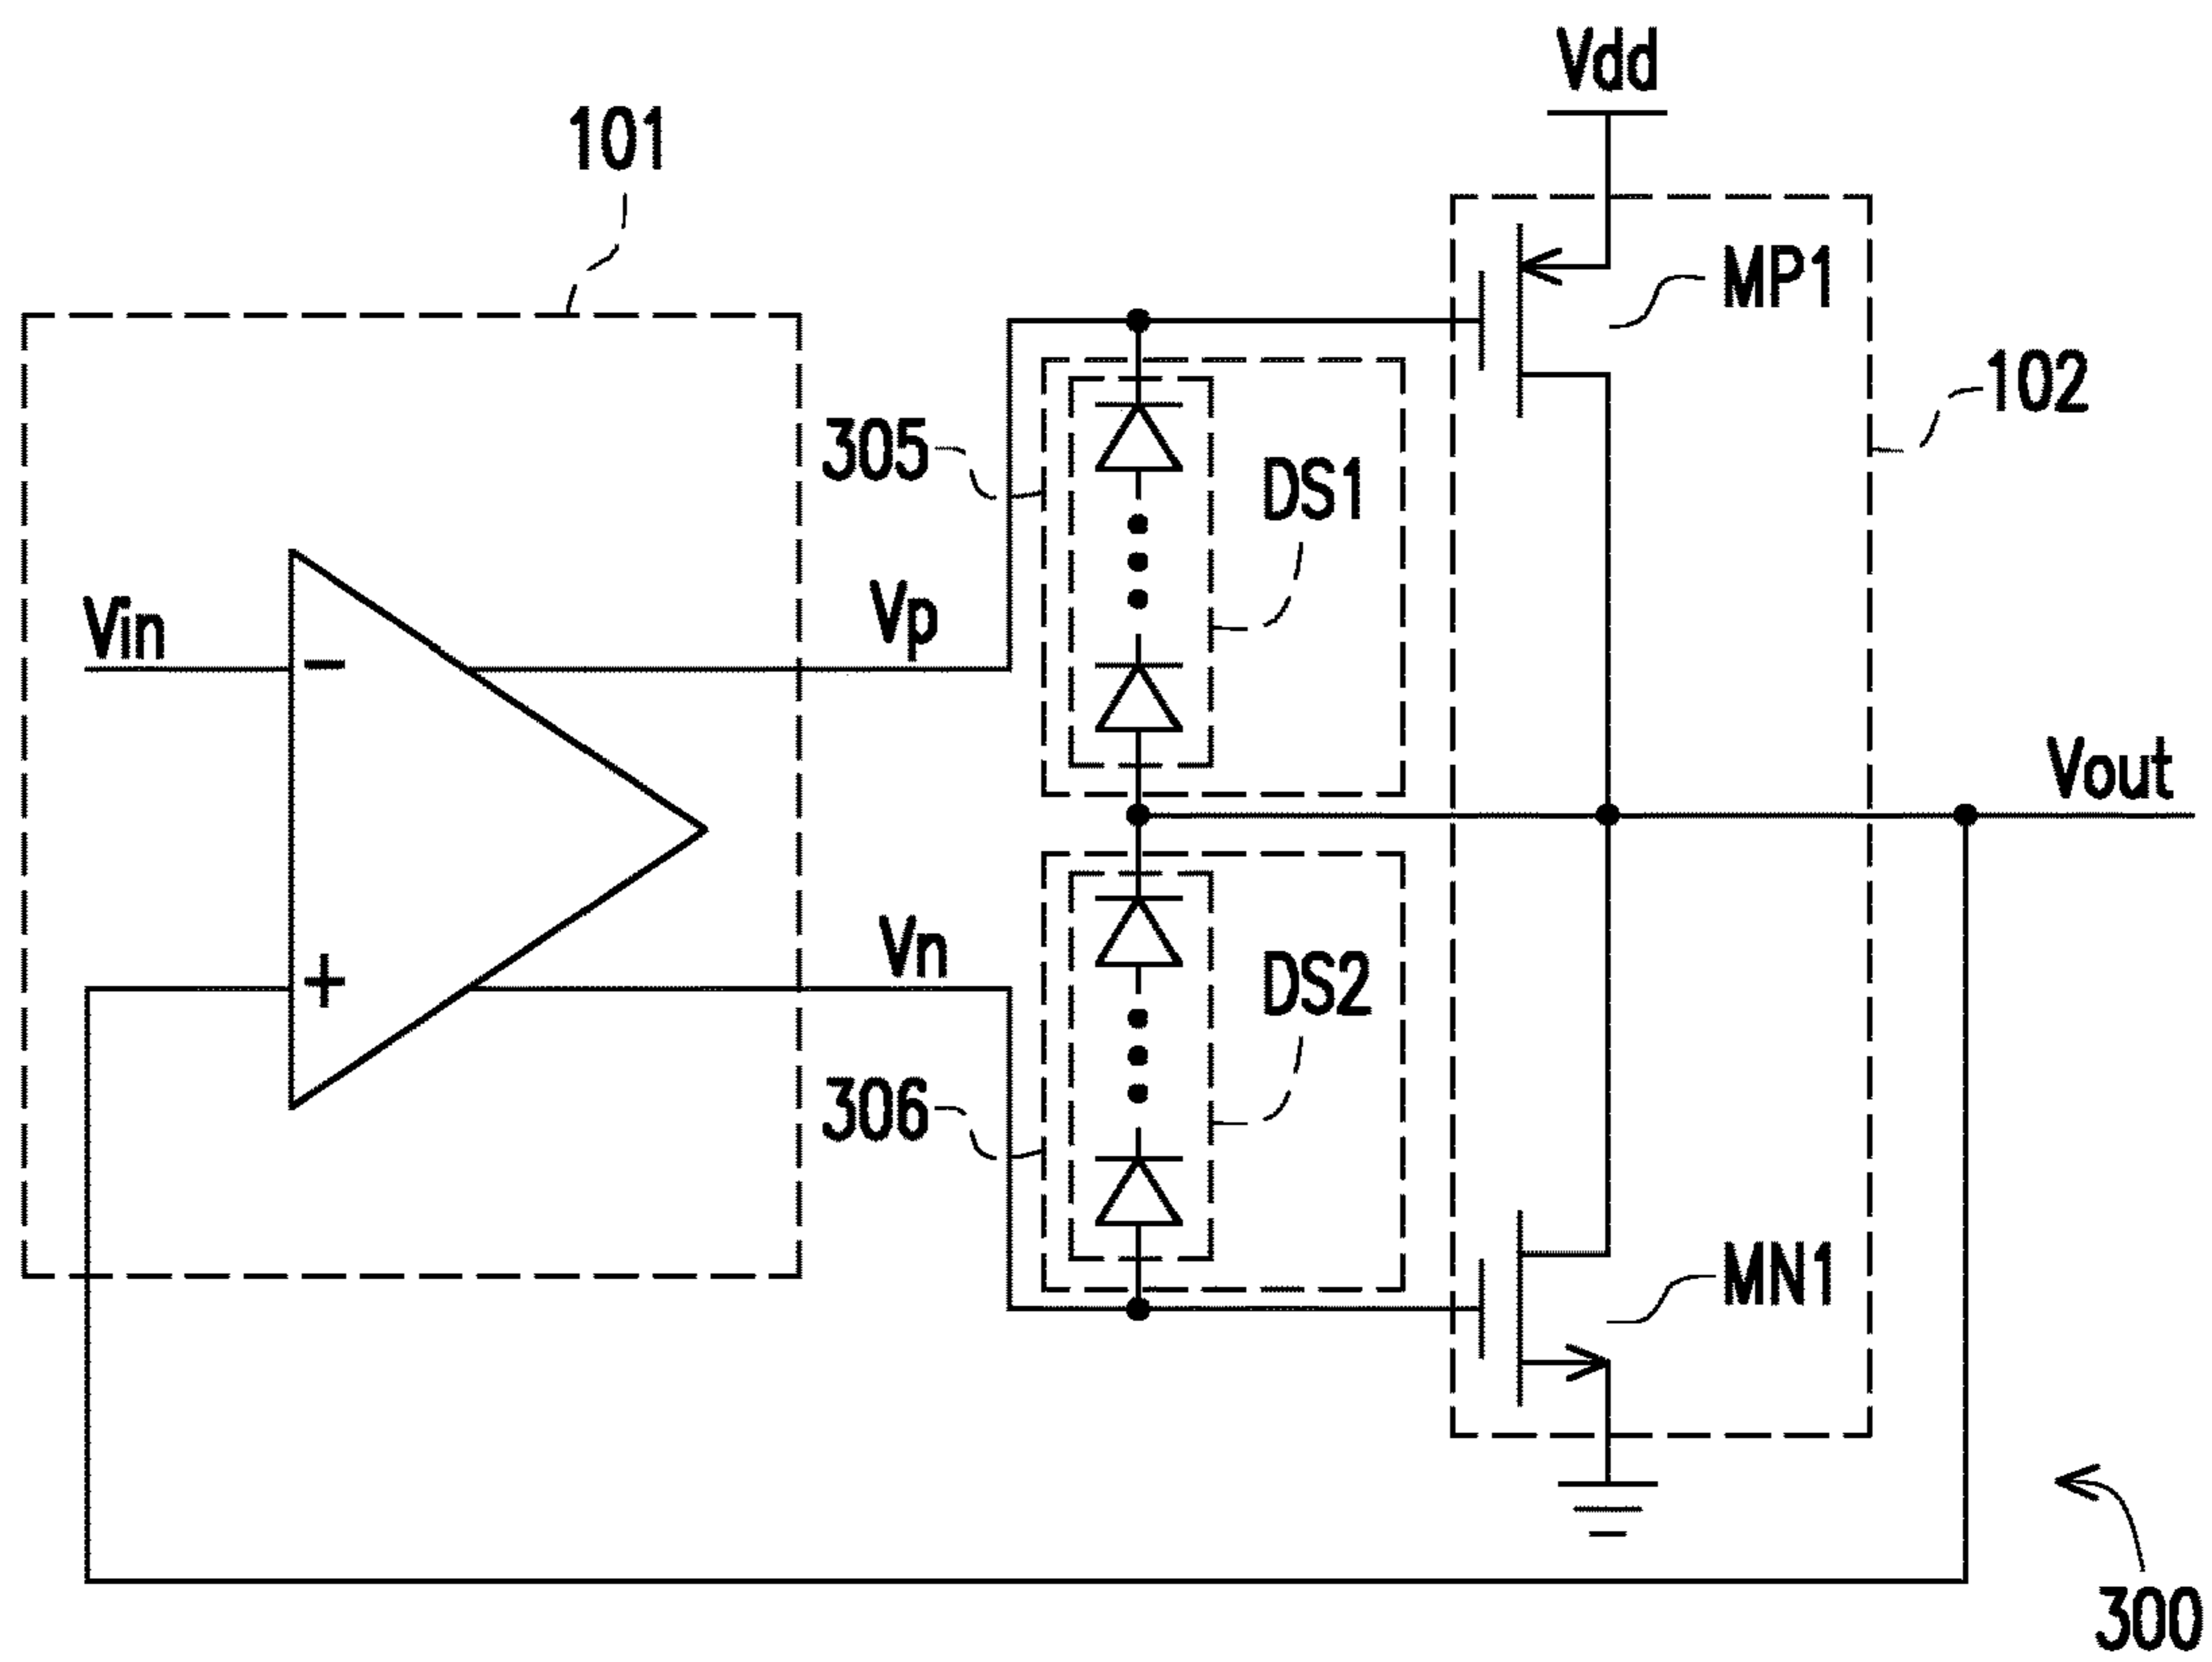 Vdd
101
MP1
102
305
DS1
Vin
Vp
−
Vout
Vn
+
DS2
306
MN1
300